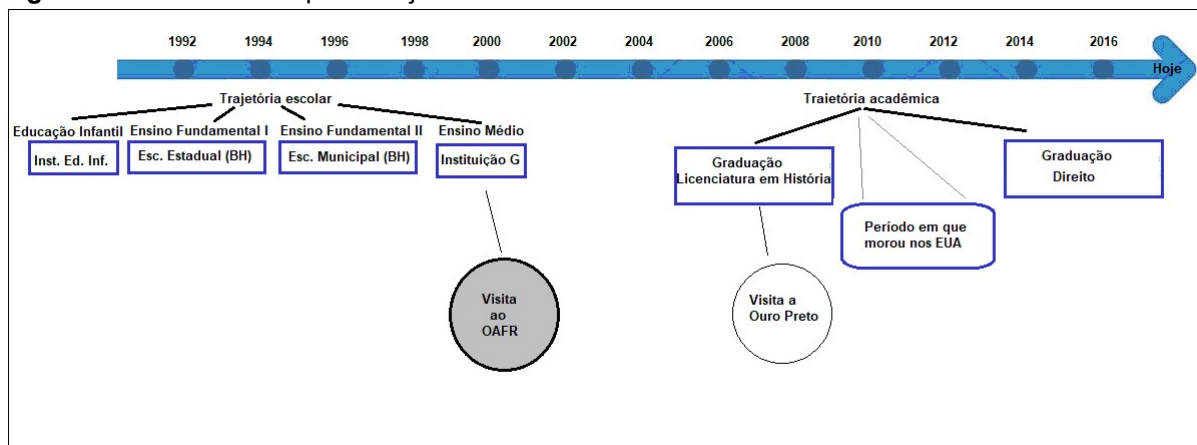 1992 1994 1996 1998 2000 2002 2004 2006 2008 2010 2012 2014 2016
Hoje
Trajetória escolar
Traietória acadêmica
Educação Infantil
Ensino Fundamental I
Ensino Fundamental II
Ensino Médio
Inst. Ed. Inf.
Esc. Estadual (BH)
Esc. Municipal (BH)
Instituição G
Graduação
Licenciatura em História
Graduação
Direito
Período em que
morou nos EUA
Visita
ao
OAFR
Visita a
Ouro Preto